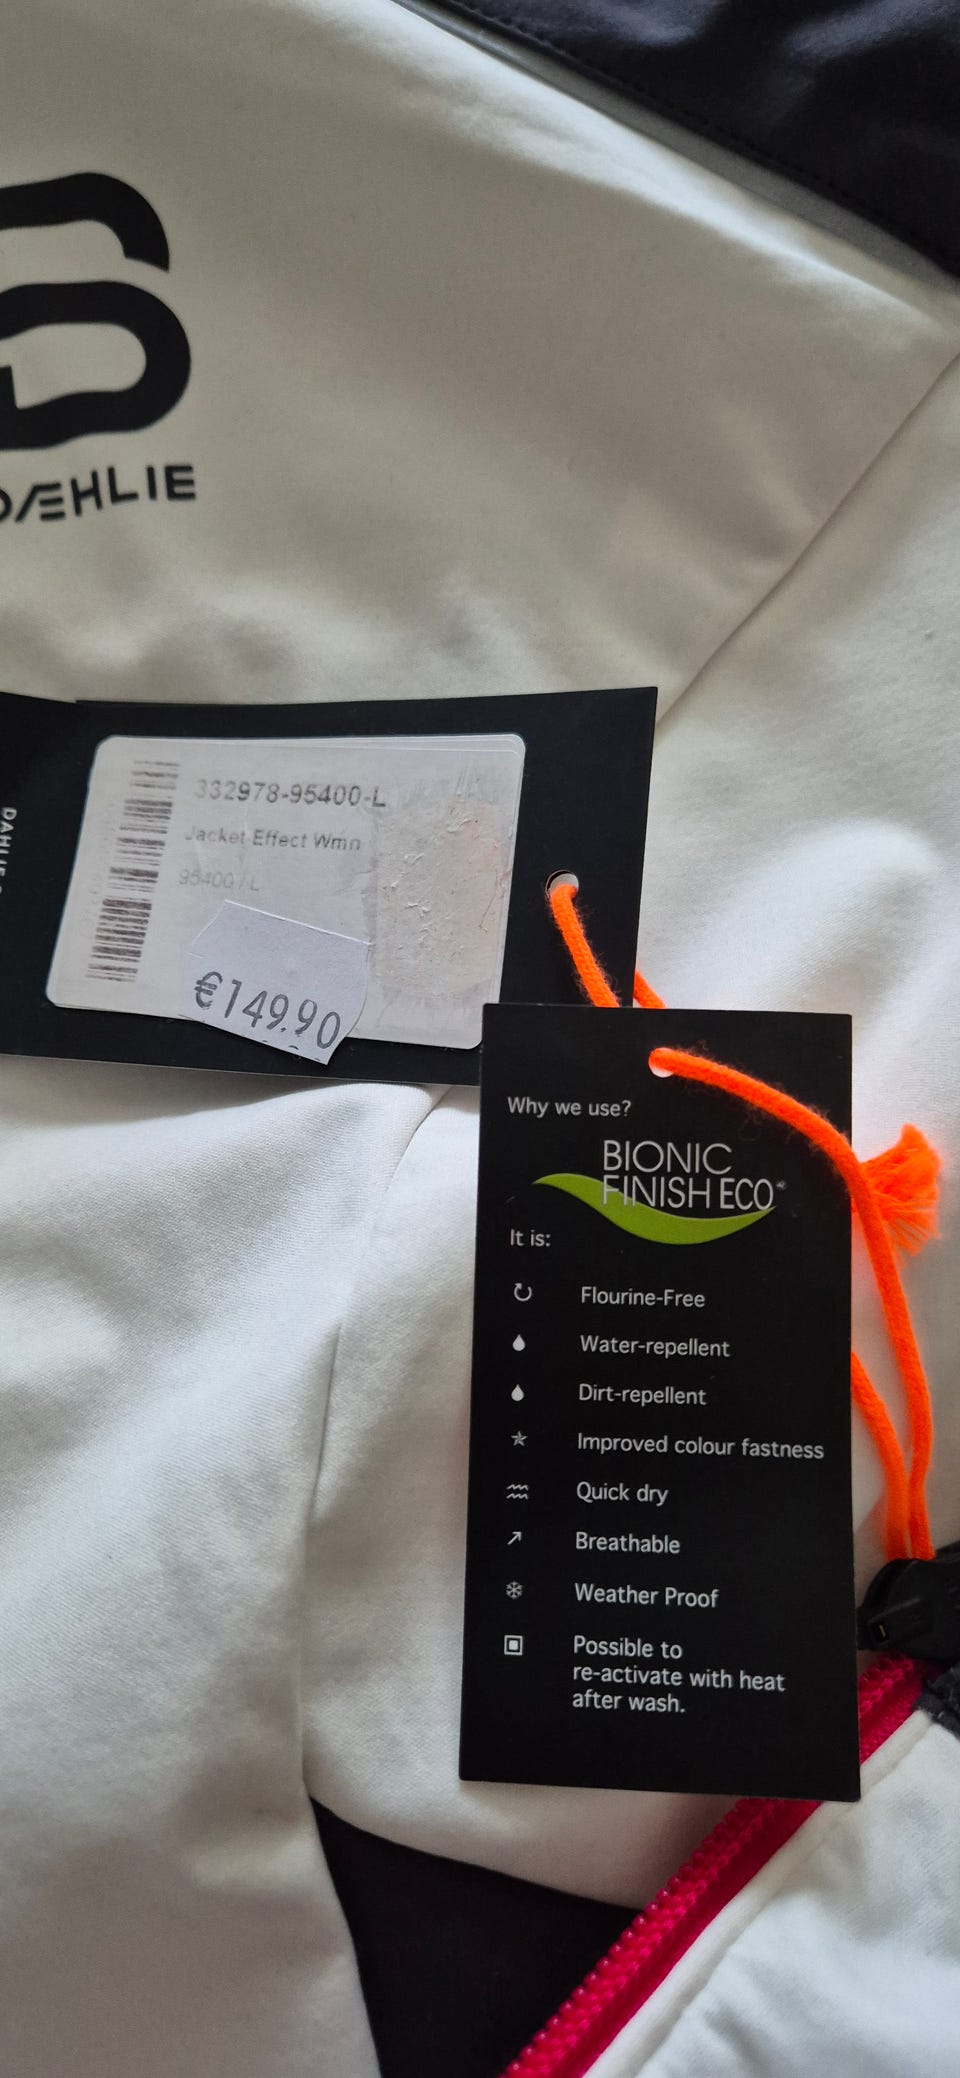 DÆHLIE
332978-95400-L
Jacket Effect Wmn
95400 / L
€149.90
Why we use?
BIONIC
FINISH ECO®
It is:
Flourine-Free
Water-repellent
Dirt-repellent
Improved colour fastness
Quick dry
Breathable
Weather Proof
Possible to
re-activate with heat
after wash.